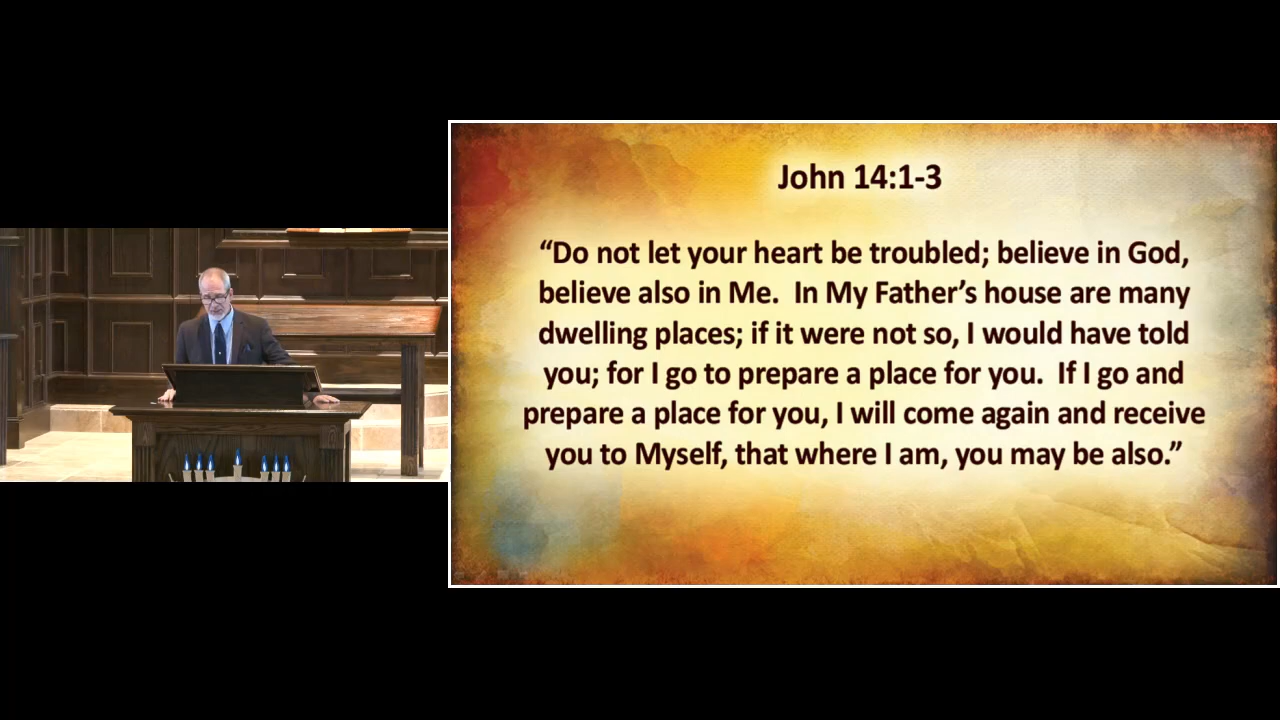 John 14:1-3
“Do not let your heart be troubled; believe in God,
believe also in Me.  In My Father’s house are many
dwelling places; if it were not so, I would have told
you; for I go to prepare a place for you.  If I go and
prepare a place for you, I will come again and receive
you to Myself, that where I am, you may be also.”